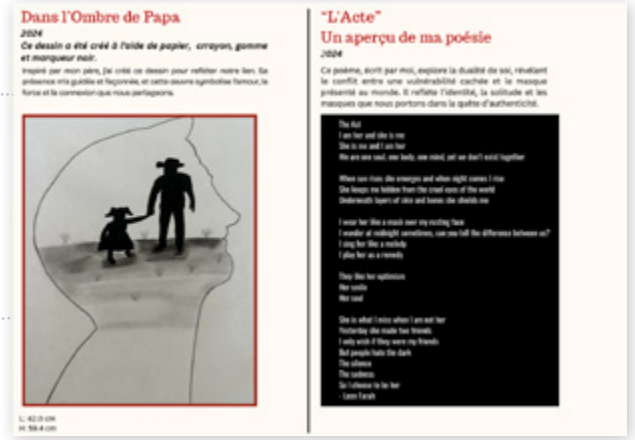 Dans l'Ombre de Papa
2024
Ce dessin a été créé à l'aide de papier, crrayon, gomme
et marqueur noir.
Inspiré par mon pér, j'ai créé ce dessin pour refléter notre lien. Sa
présence m'a guidée et façonnée, et cette œuvre symbolise l'amour, la
force et la connexion que nous partageons.
L: 42.0 cm
H: 59.4 cm
“L'Acte”
Un aperçu de ma poésie
2024
Ce poème, écrit par moi, explore la dualité de soi, révélant
le conflit entre une vulnérabilité cachée et le masque
présenté au monde. Il reflète l'identité, la solitude et les
masques que nous portons dans la quête d'authenticité.
The Act
I am her and she is me
She is me and I am her
We are one soul, one body, one mind, yet we don't exist together
When sun rises she emerges and when night comes I rise
She keeps me hidden from the cruel eyes of the world
Underneath layers of skin and bones she shields me
I wear her like a mask over my rusting face
I wonder at midnight sometimes, can you tell the difference between us?
I sing her like a melody
I play her as a remedy
They like her optimism
Her smile
Her soul
She is what I miss when I am not her
Yesterday she made two friends
I only wish if they were my friends
But people hate the dark
The silence
The sadness
So I choose to be her
- Leen Farah